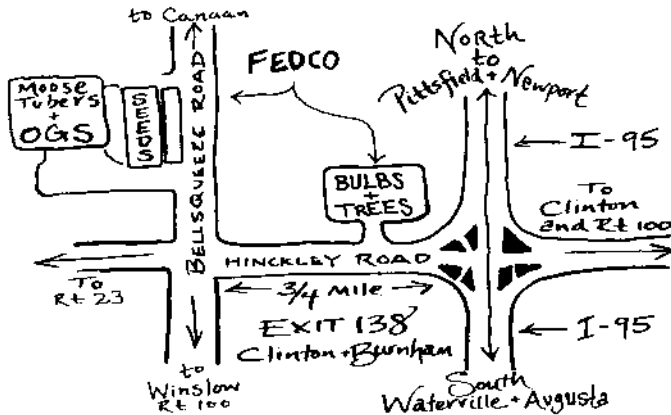 to Canaan
FEDCO
North
to
Pittsfield + Newport
Moose
Tubers
+
OGS
SEEDS
BELLSQUEEZE ROAD
I-95
BULBS
+
TREES
To
Clinton
and Rt 100
HINCKLEY ROAD
To
Rt 23
3/4 MILE
EXIT 138
Clinton + Burnham
I-95
to
Winslow
Rt 100
South
Waterville + Augusta